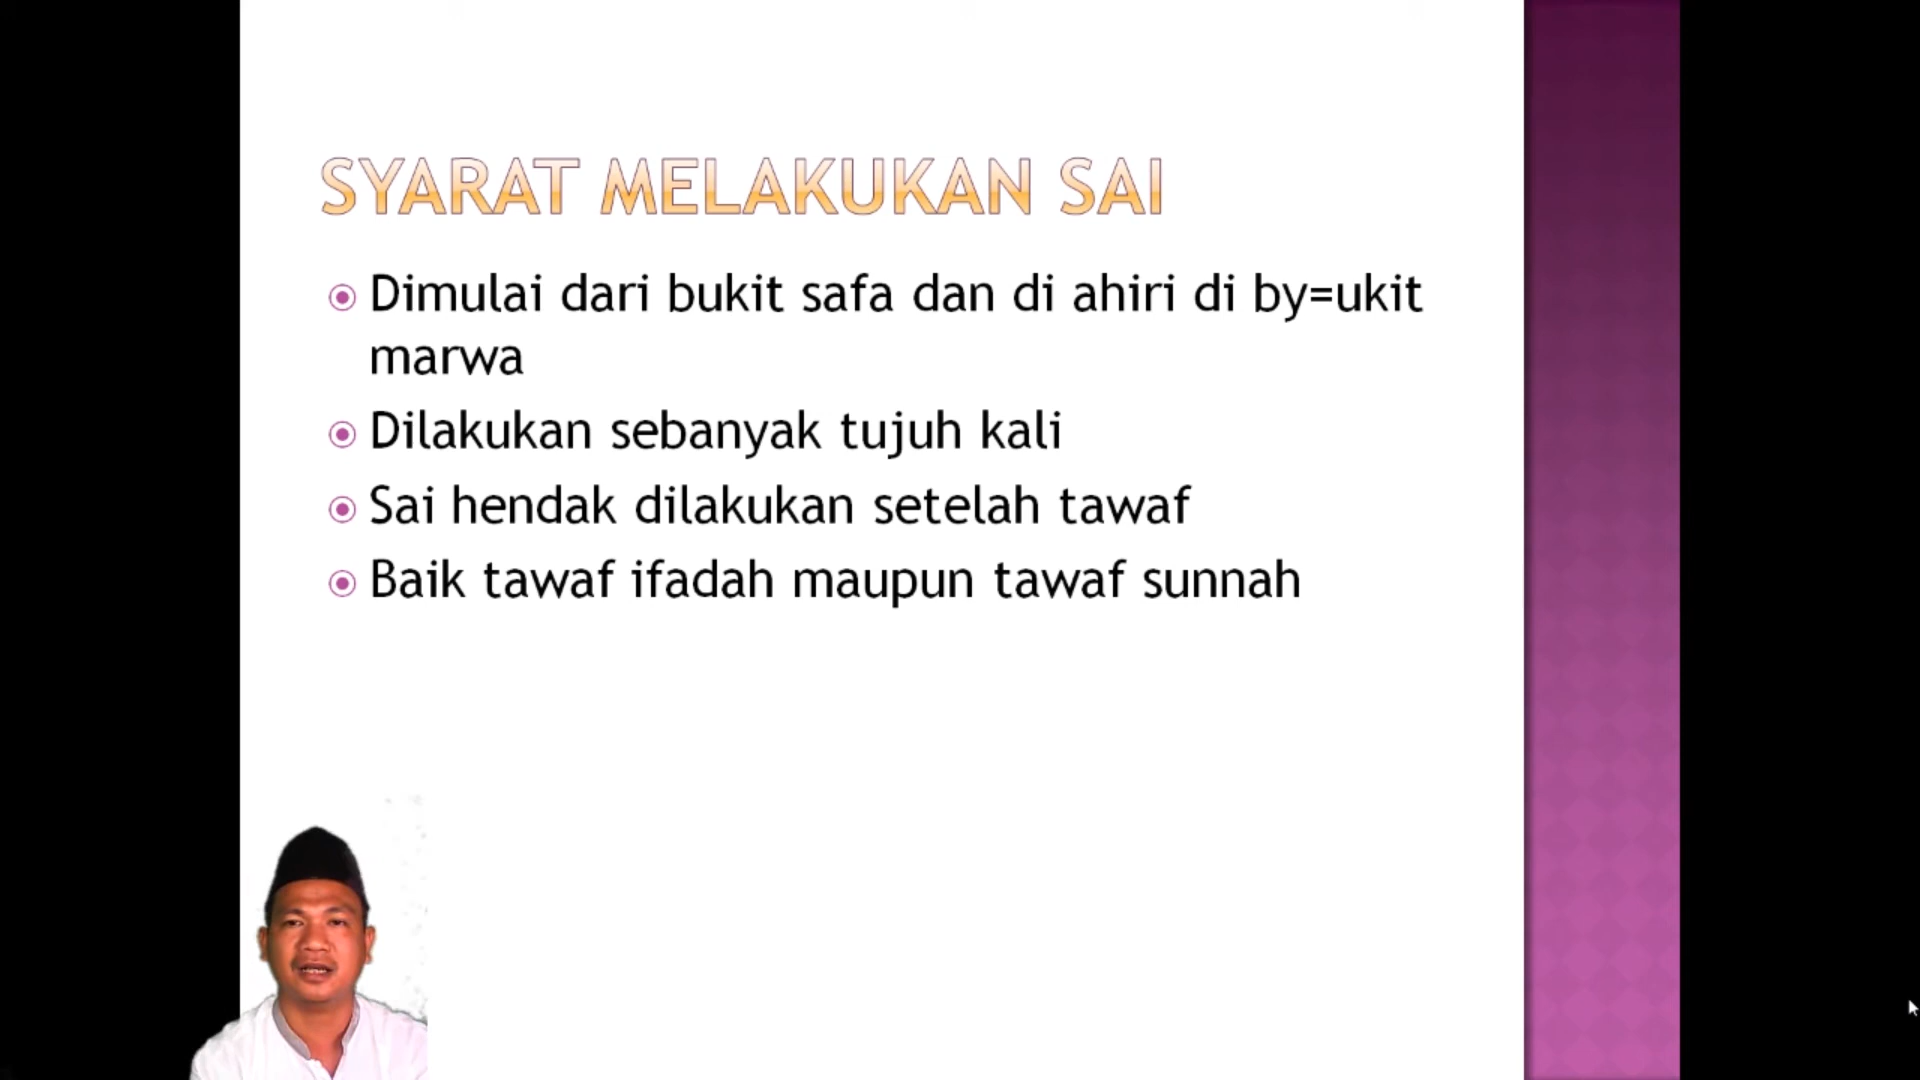 SYARAT MELAKUKAN SAI
Dimulai dari bukit safa dan di ahiri di by=ukit
marwa
Dilakukan sebanyak tujuh kali
Sai hendak dilakukan setelah tawaf
Baik tawaf ifadah maupun tawaf sunnah